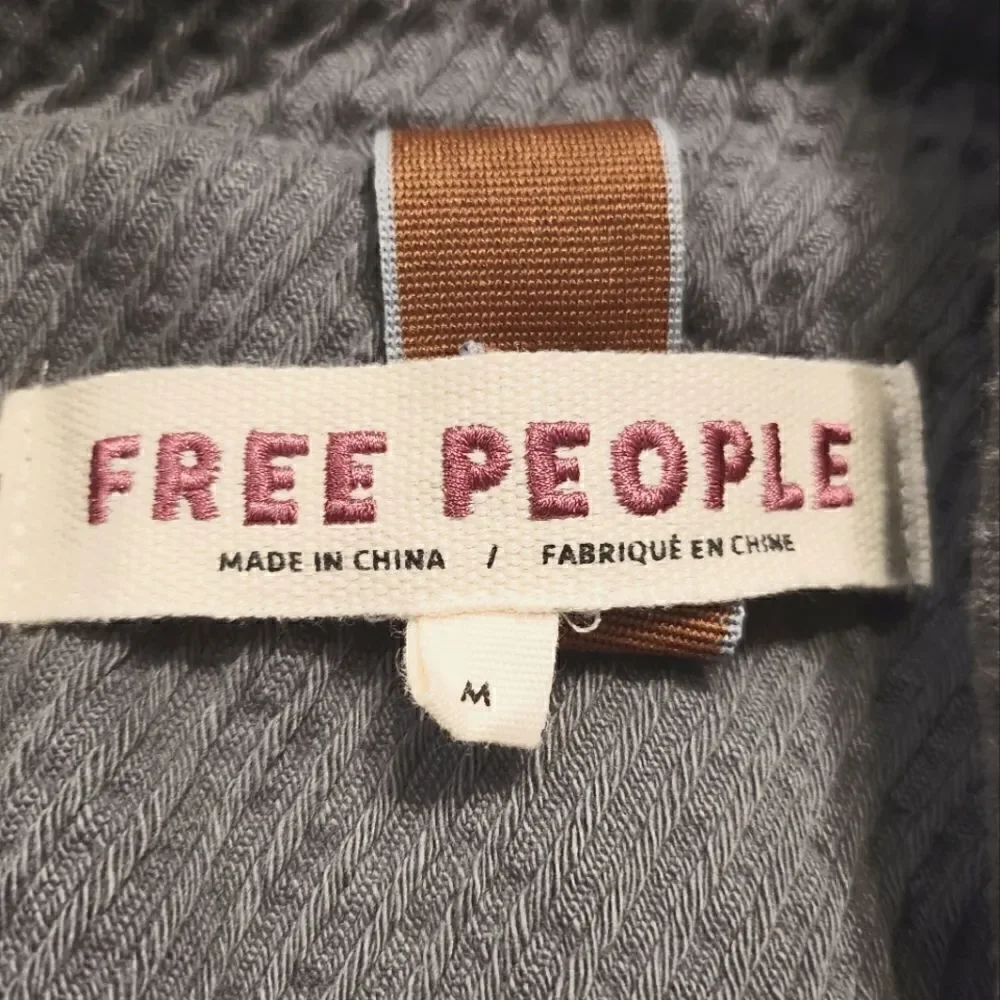 FREE PEOPLE
MADE IN CHINA / FABRIQUÉ EN CHINE
M